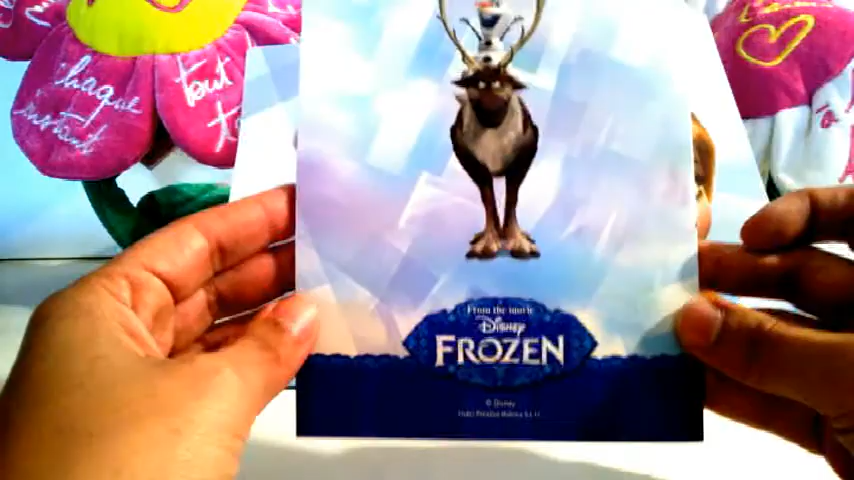 chaque
instant
tout
From the movie
Disney
FROZEN
© Disney